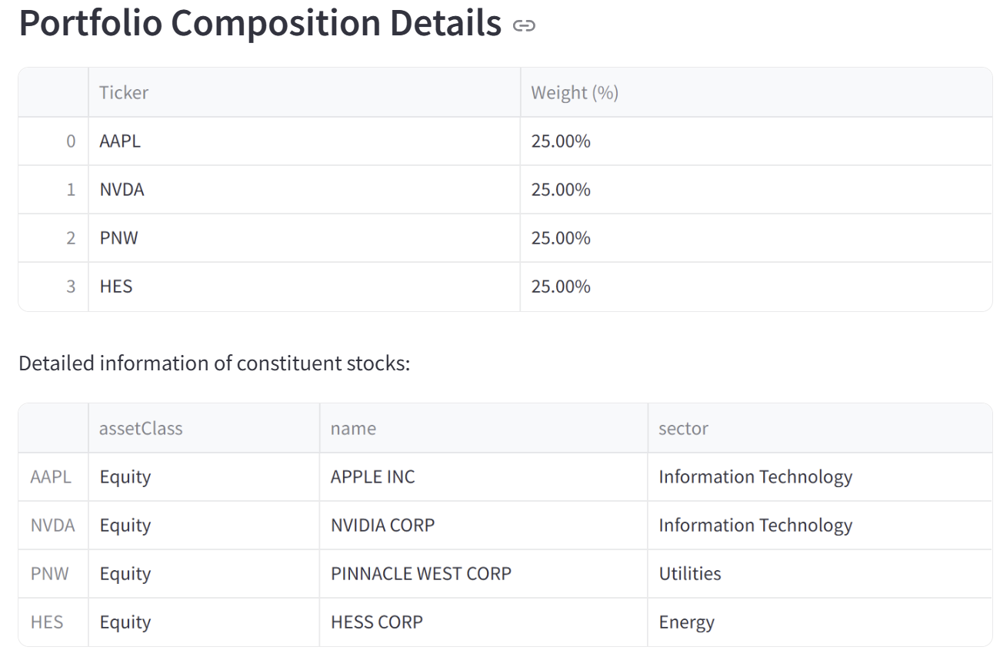 Portfolio Composition Details
Ticker Weight (%)
0 AAPL 25.00%
1 NVDA 25.00%
2 PNW 25.00%
3 HES 25.00%
Detailed information of constituent stocks:
assetClass name sector
AAPL Equity APPLE INC Information Technology
NVDA Equity NVIDIA CORP Information Technology
PNW Equity PINNACLE WEST CORP Utilities
HES Equity HESS CORP Energy